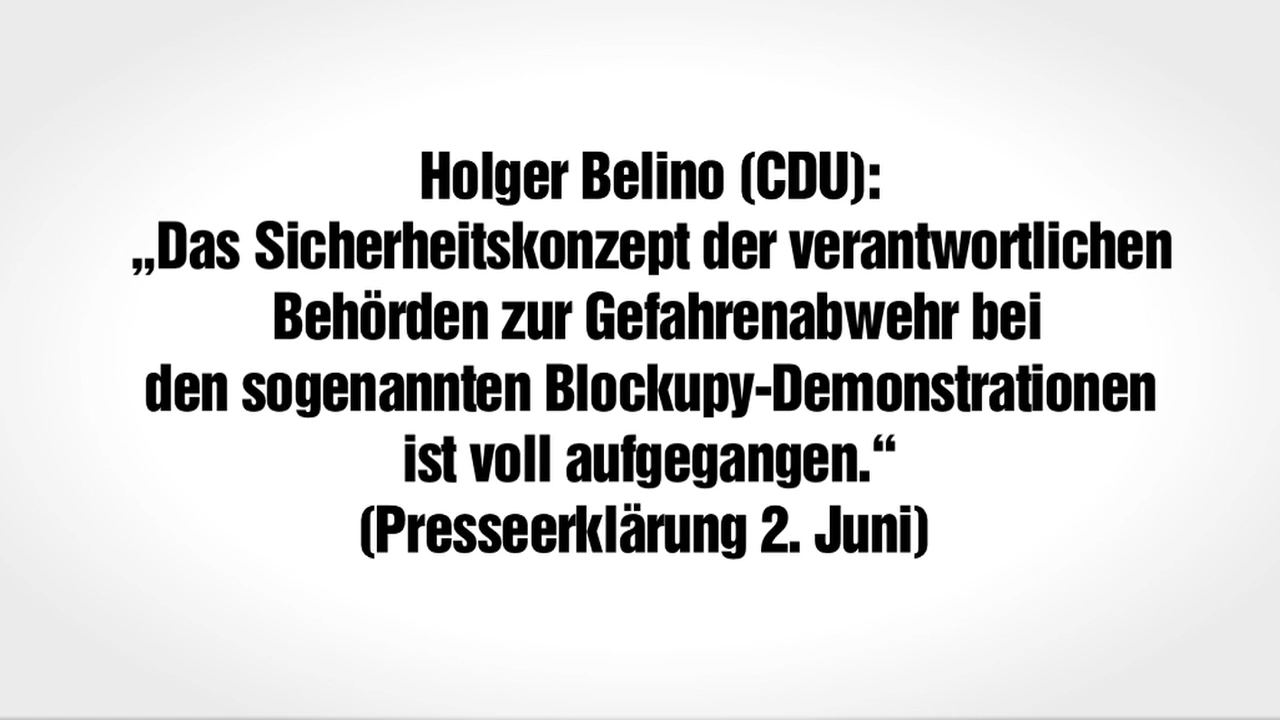 Holger Belino (CDU):
„Das Sicherheitskonzept der verantwortlichen
Behörden zur Gefahrenabwehr bei
den sogenannten Blockupy-Demonstrationen
ist voll aufgegangen.“
(Presseerklärung 2. Juni)